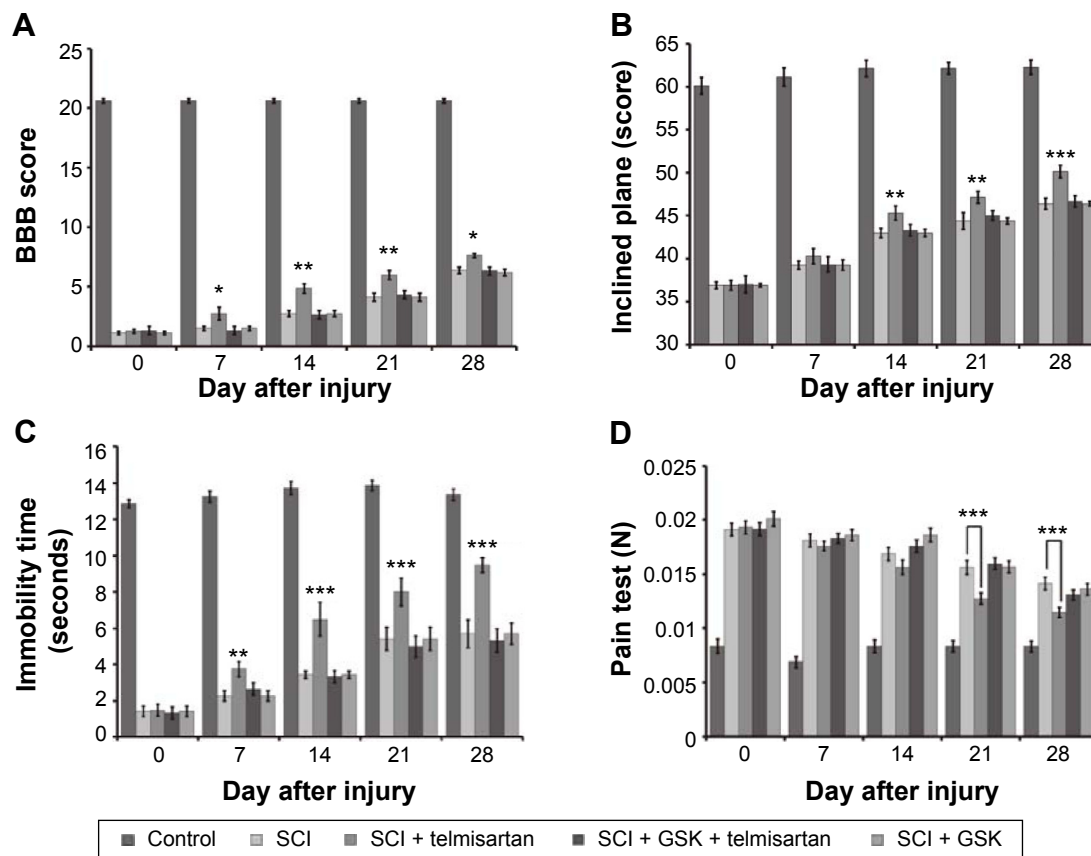 A
BBB score
25
20
15
10
5
0
*
**
**
*
0 7 14 21 28
Day after injury
B
Inclined plane (score)
65
60
55
50
45
40
35
30
**
**
***
0 7 14 21 28
Day after injury
C
Immobility time
(seconds)
16
14
12
10
8
6
4
2
0
**
***
***
***
0 7 14 21 28
Day after injury
D
Pain test (N)
0.025
0.02
0.015
0.01
0.005
0
***
***
0 7 14 21 28
Day after injury
Control SCI SCI + telmisartan SCI + GSK + telmisartan SCI + GSK